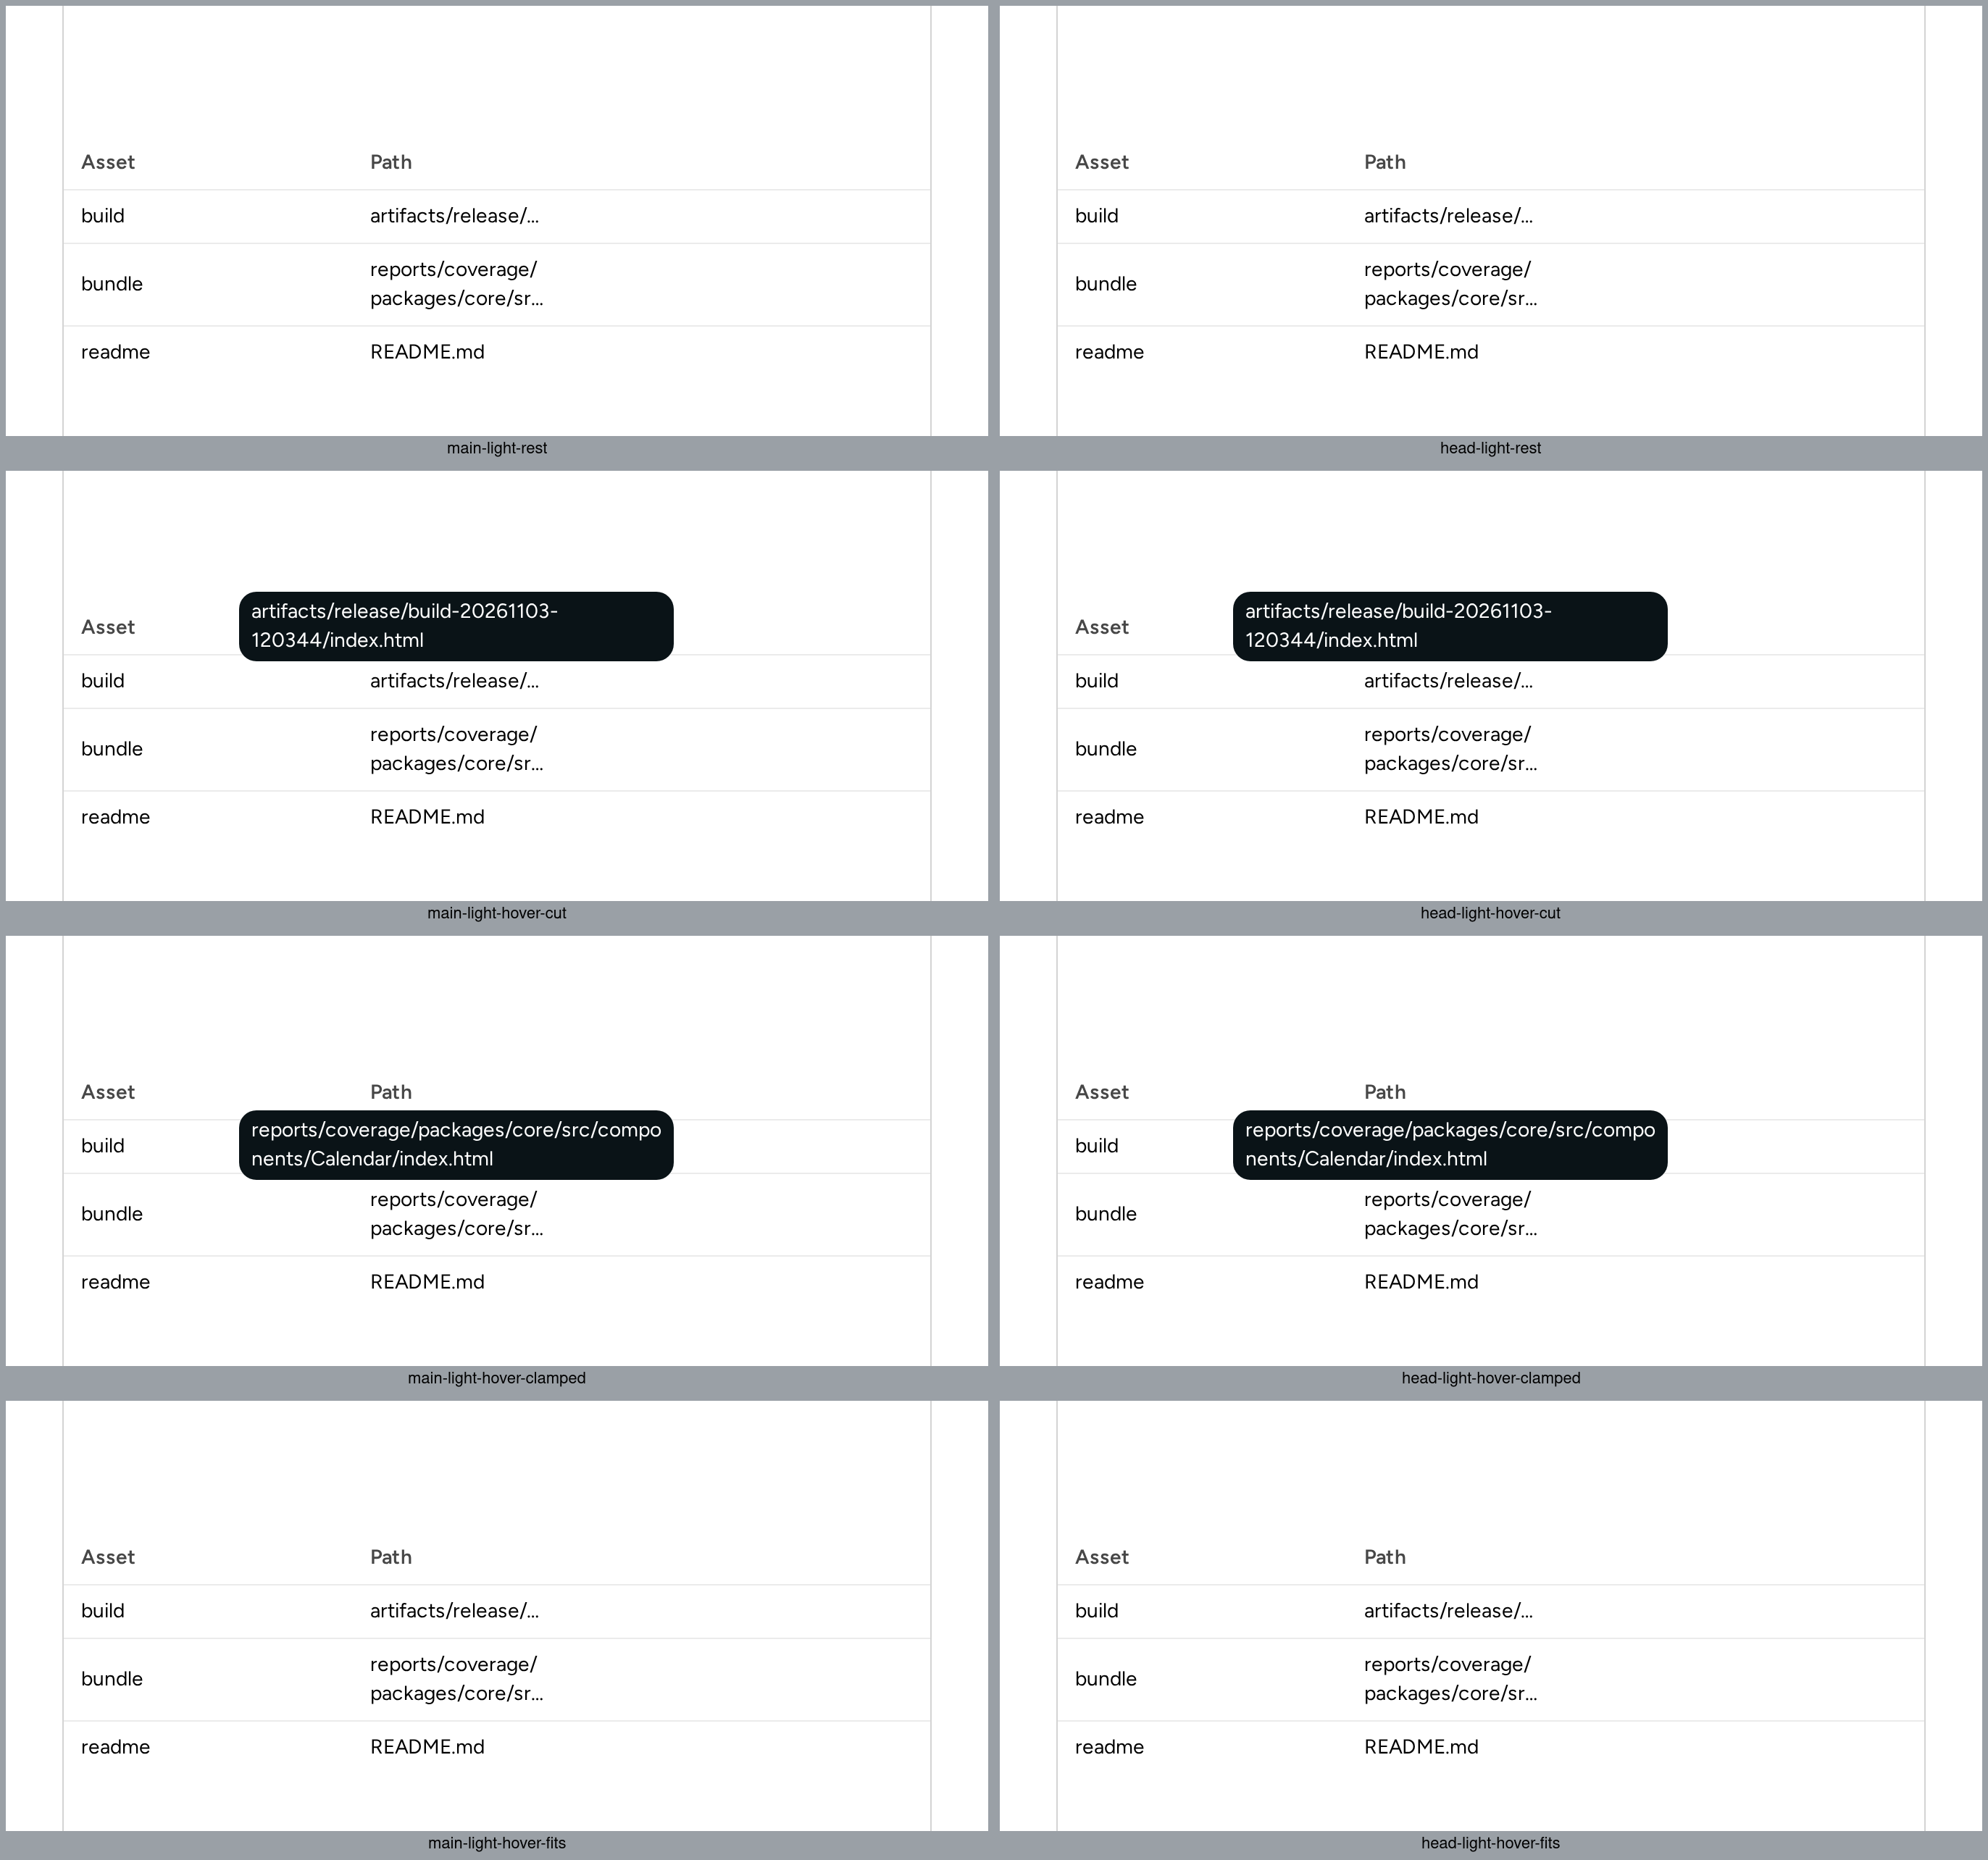 Asset Path
build artifacts/release/...
bundle reports/coverage/
packages/core/sr...
readme README.md
main-light-rest
Asset Path
build artifacts/release/...
bundle reports/coverage/
packages/core/sr...
readme README.md
head-light-rest
artifacts/release/build-20261103-
120344/index.html
Asset
build artifacts/release/...
bundle reports/coverage/
packages/core/sr...
readme README.md
main-light-hover-cut
artifacts/release/build-20261103-
120344/index.html
Asset
build artifacts/release/...
bundle reports/coverage/
packages/core/sr...
readme README.md
head-light-hover-cut
Asset Path
reports/coverage/packages/core/src/compo
nents/Calendar/index.html
build
bundle reports/coverage/
packages/core/sr...
readme README.md
main-light-hover-clamped
Asset Path
reports/coverage/packages/core/src/compo
nents/Calendar/index.html
build
bundle reports/coverage/
packages/core/sr...
readme README.md
head-light-hover-clamped
Asset Path
build artifacts/release/...
bundle reports/coverage/
packages/core/sr...
readme README.md
main-light-hover-fits
Asset Path
build artifacts/release/...
bundle reports/coverage/
packages/core/sr...
readme README.md
head-light-hover-fits